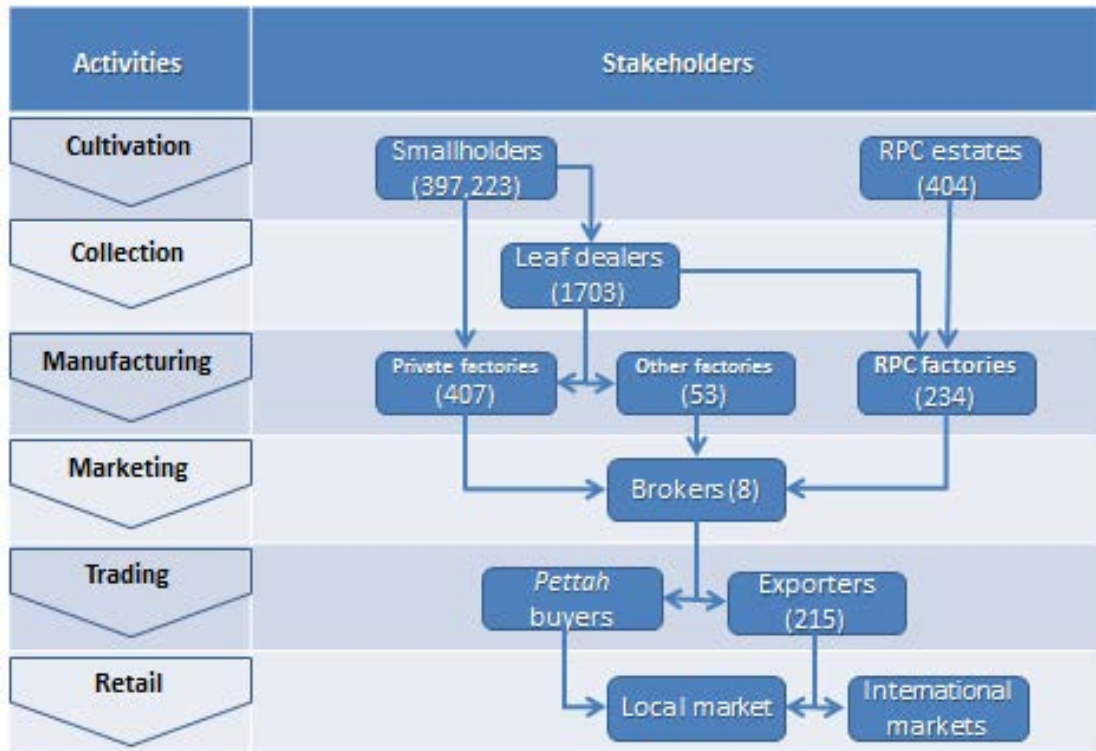 Activities
Stakeholders
Cultivation
Smallholders
(397,223)
RPC estates
(404)
Collection
Leaf dealers
(1703)
Manufacturing
Private factories
(407)
Other factories
(53)
RPC factories
(234)
Marketing
Brokers (8)
Trading
Pettah
buyers
Exporters
(215)
Retail
Local market
International
markets